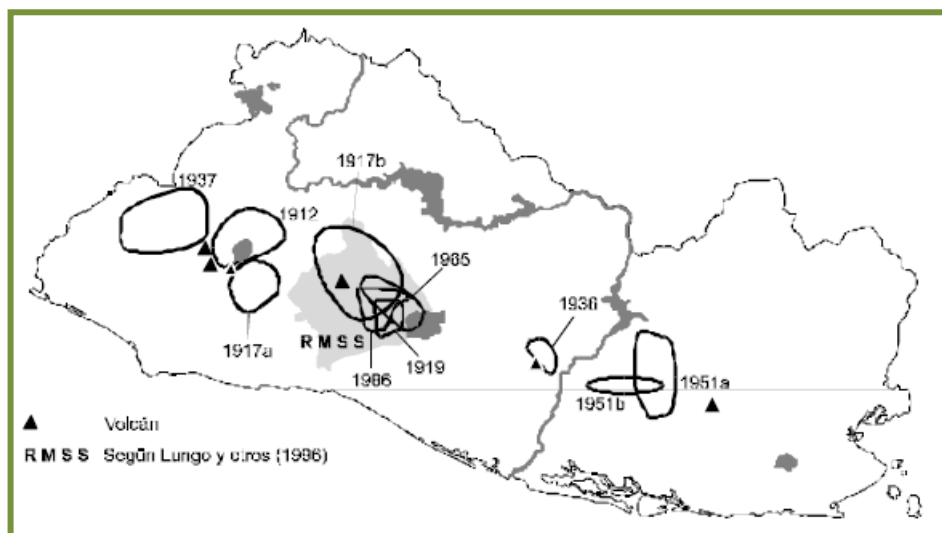 1917b
1937
1912
1965
1936
R M S S
1917a
1919
1986
1951a
1951b
Volcán
R M S S Según Lungo y otros (1996)